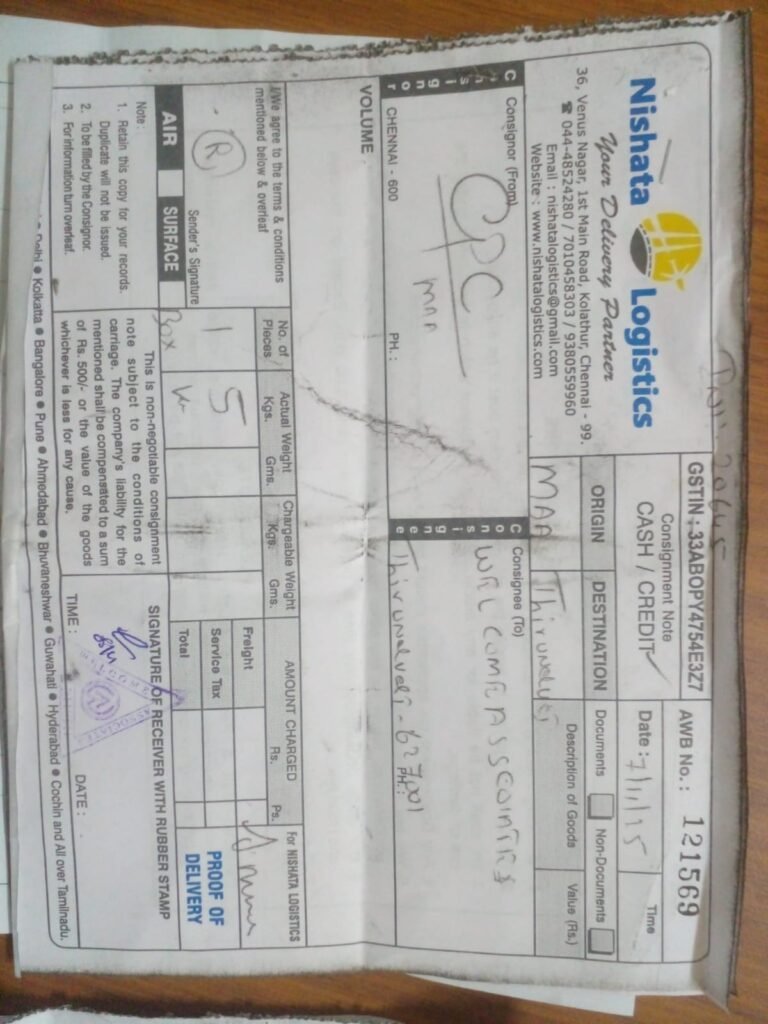 Nishata Logistics
Your Delivery Partner
36, Venus Nagar, 1st Main Road, Kolathur, Chennai - 99.
☎ 044-48524280 / 7010458303 / 9380559960
Email : nishatalogistics@gmail.com
Website : www.nishatalogistics.com
GSTIN : 33ABOPY4754E3Z7
Consignment Note
CASH / CREDIT ✓
AWB No. : 121569
Date : 7/11/25
Time
ORIGIN
DESTINATION
Documents
Non-Documents
MAA
Thirunelveli
Description of Goods
Value (Rs.)
Consignor
Consignor (From)
CPC
MAA
CHENNAI - 600
PH. :
Consignee
Consignee (To)
WELCOME ASSCOINTES
Thirunelveli - 627001
PH. :
VOLUME
I/We agree to the terms & conditions
mentioned below & overleaf
R
Sender's Signature
AIR
SURFACE
No. of Pieces
Actual Weight
Kgs. Gms.
Chargeable Weight
Kgs. Gms.
AMOUNT CHARGED
Rs. Ps.
1
Box
5
Freight
Service Tax
Total
For NISHATA LOGISTICS
PROOF OF
DELIVERY
Note:
1. Retain this copy for your records.
Duplicate will not be issued.
2. To be filled by the Consignor.
3. For information turn overleaf.
This is non-negotiable consignment
note subject to the conditions of
carriage. The company's liability for the
mentioned shall be compensated to a sum
of Rs. 500/- or the value of the goods
whichever is less for any cause.
SIGNATURE OF RECEIVER WITH RUBBER STAMP
TIME :
DATE :
● Delhi ● Kolkatta ● Bangalore ● Pune ● Ahmedabad ● Bhuvaneshwar ● Guwahati ● Hyderabad ● Cochin and All over Tamilnadu.